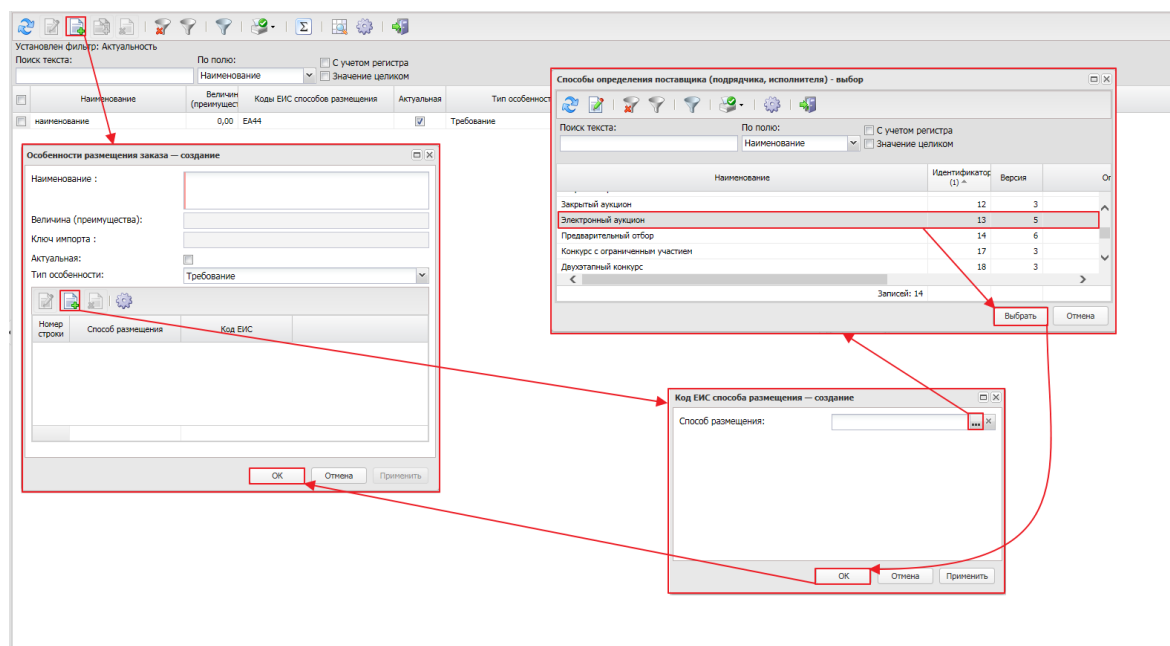 Установлен фильтр: Актуальность
Поиск текста:
По полю:
С учетом регистра
Наименование
Значение целиком
Наименование
Величин
(преимущест
Коды ЕИС способов размещения
Актуальная
Тип особенност
наименование
0,00
EA44
Требование
Особенности размещения заказа — создание
Наименование :
Величина (преимущества):
Ключ импорта :
Актуальная:
Тип особенности:
Требование
Номер
строки
Способ размещения
Код ЕИС
ОК
Отмена
Применить
Способы определения поставщика (подрядчика, исполнителя) - выбор
Поиск текста:
По полю:
С учетом регистра
Наименование
Значение целиком
Наименование
Идентификатор
(1)
Версия
Ог
Закрытый аукцион 12 3
Электронный аукцион 13 5
Предварительный отбор 14 6
Конкурс с ограниченным участием 17 3
Двухэтапный конкурс 18 3
Записей: 14
Выбрать
Отмена
Код ЕИС способа размещения — создание
Способ размещения:
...
ОК
Отмена
Применить